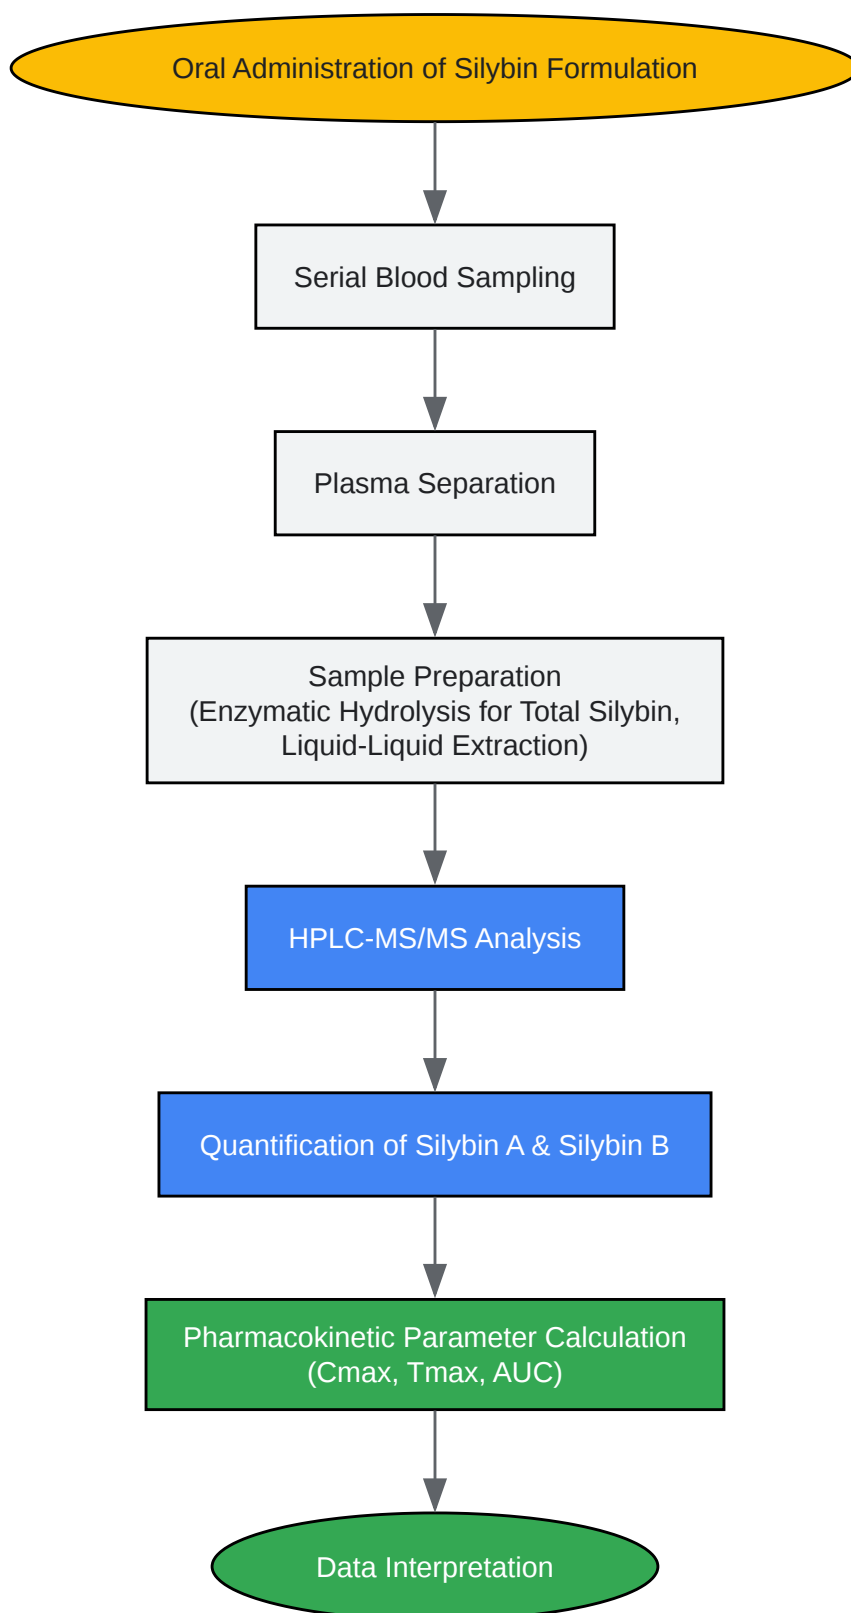 Oral Administration of Silybin Formulation
Serial Blood Sampling
Plasma Separation
Sample Preparation
(Enzymatic Hydrolysis for Total Silybin,
Liquid-Liquid Extraction)
HPLC-MS/MS Analysis
Quantification of Silybin A & Silybin B
Pharmacokinetic Parameter Calculation
(Cmax, Tmax, AUC)
Data Interpretation